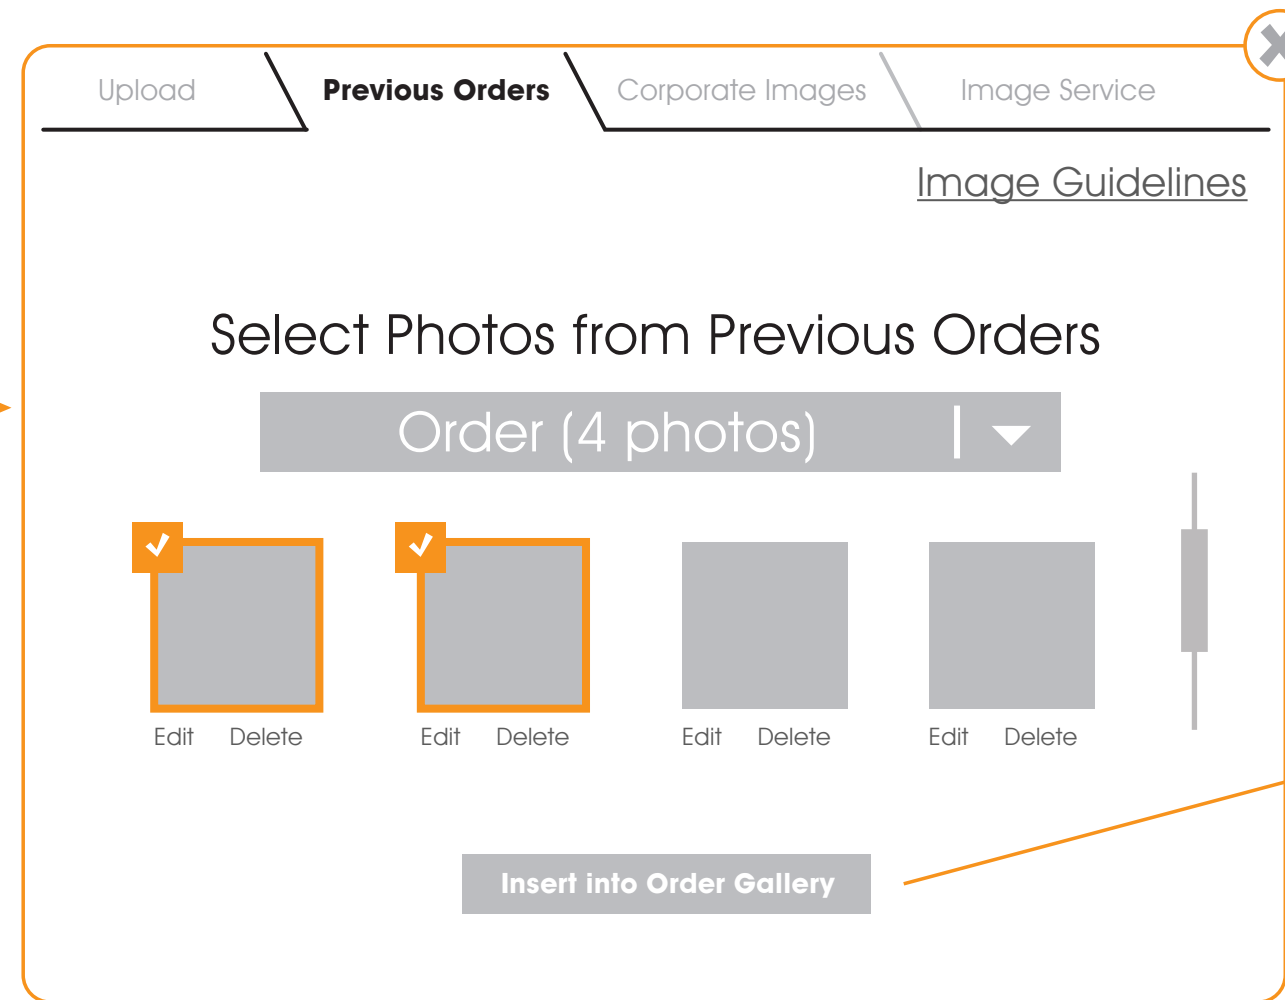 Upload Previous Orders Corporate Images Image Service
Image Guidelines
Select Photos from Previous Orders
Order (4 photos)
Edit Delete Edit Delete Edit Delete Edit Delete
Insert into Order Gallery